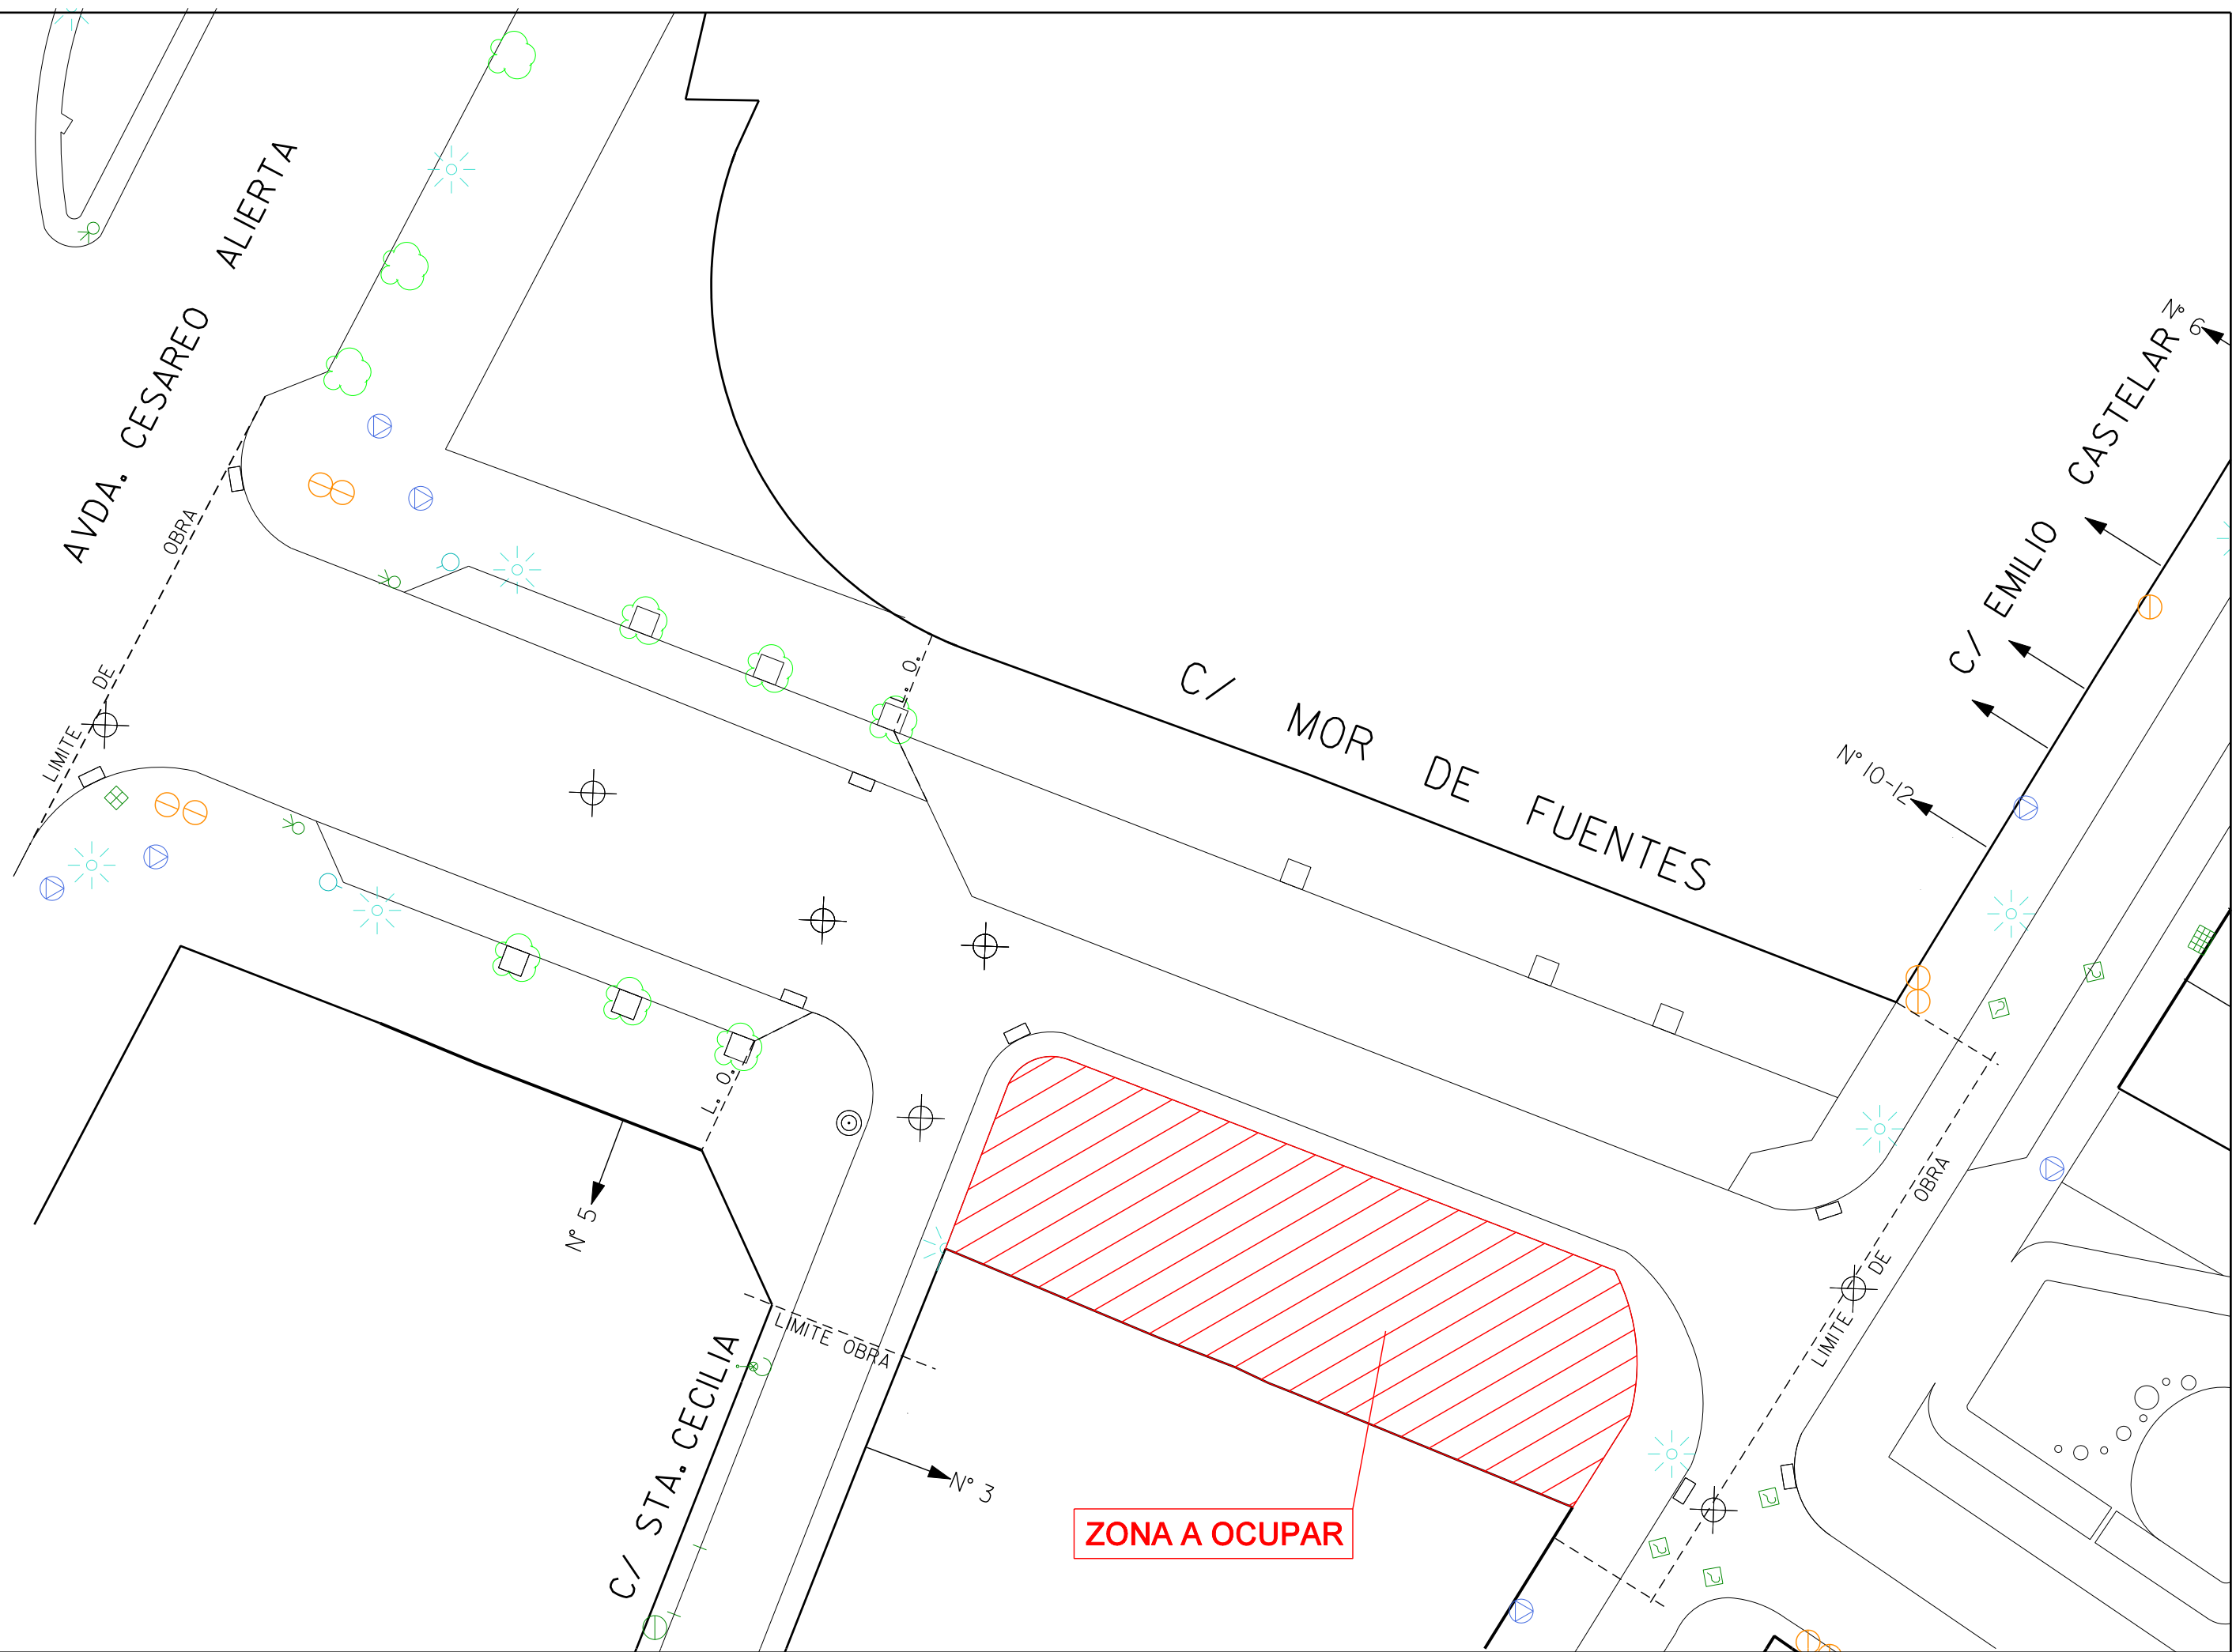 AVDA. CESAREO ALIERTA
LIMITE DE OBRA
L. O.
C/ MOR DE FUENTES
C/ EMILIO CASTELAR
Nº 6
Nº 10-12
L. O.
Nº 5
LIMITE OBRA
C/ STA. CECILIA
Nº 3
ZONA A OCUPAR
LIMITE DE OBRA